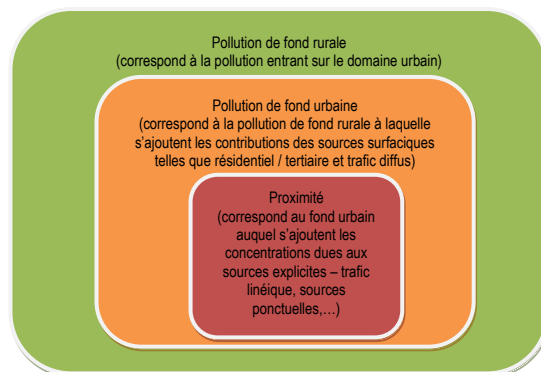 Pollution de fond rurale
(correspond à la pollution entrant sur le domaine urbain)
Pollution de fond urbaine
(correspond à la pollution de fond rurale à laquelle
s'ajoutent les contributions des sources surfaciques
telles que résidentiel / tertiaire et trafic diffus)
Proximité
(correspond au fond urbain
auquel s'ajoutent les
concentrations dues aux
sources explicites – trafic
linéique, sources
ponctuelles,…)